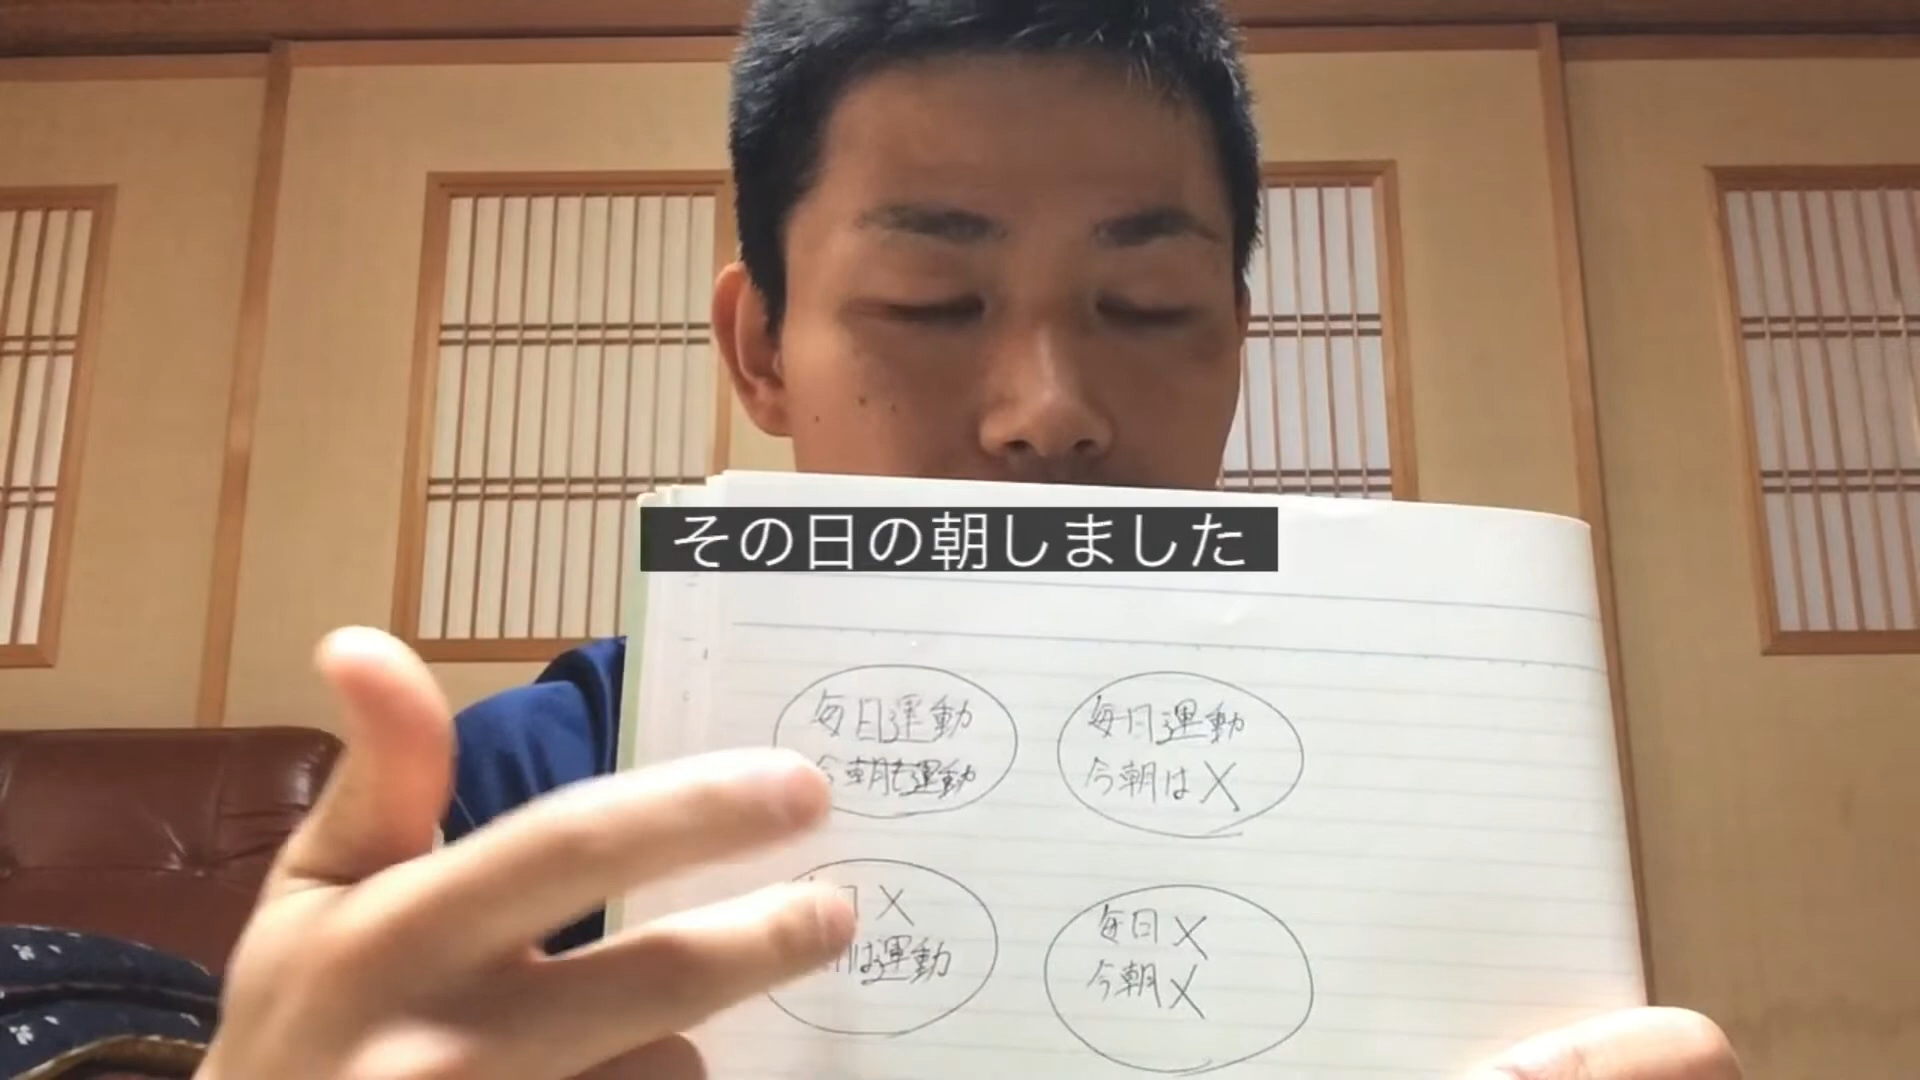 その日の朝しました
毎日運動
今朝も運動
毎日運動
今朝は×
日×
は運動
毎日×
今朝×